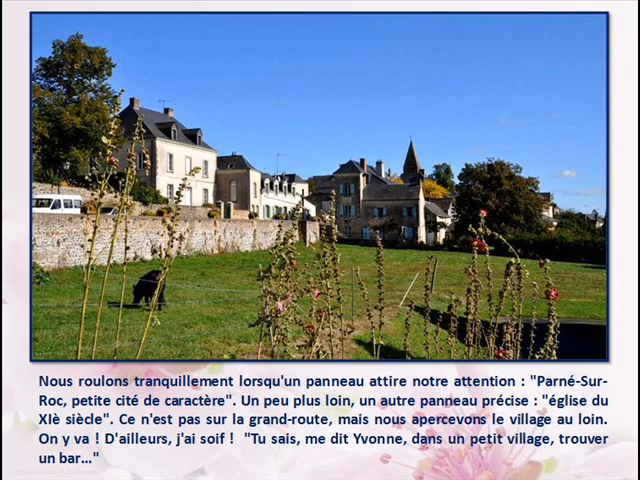 Nous roulons tranquillement lorsqu'un panneau attire notre attention : "Parné-Sur-
Roc, petite cité de caractère". Un peu plus loin, un autre panneau précise : "église du
XIè siècle". Ce n'est pas sur la grand-route, mais nous apercevons le village au loin.
On y va ! D'ailleurs, j'ai soif ! "Tu sais, me dit Yvonne, dans un petit village, trouver
un bar..."